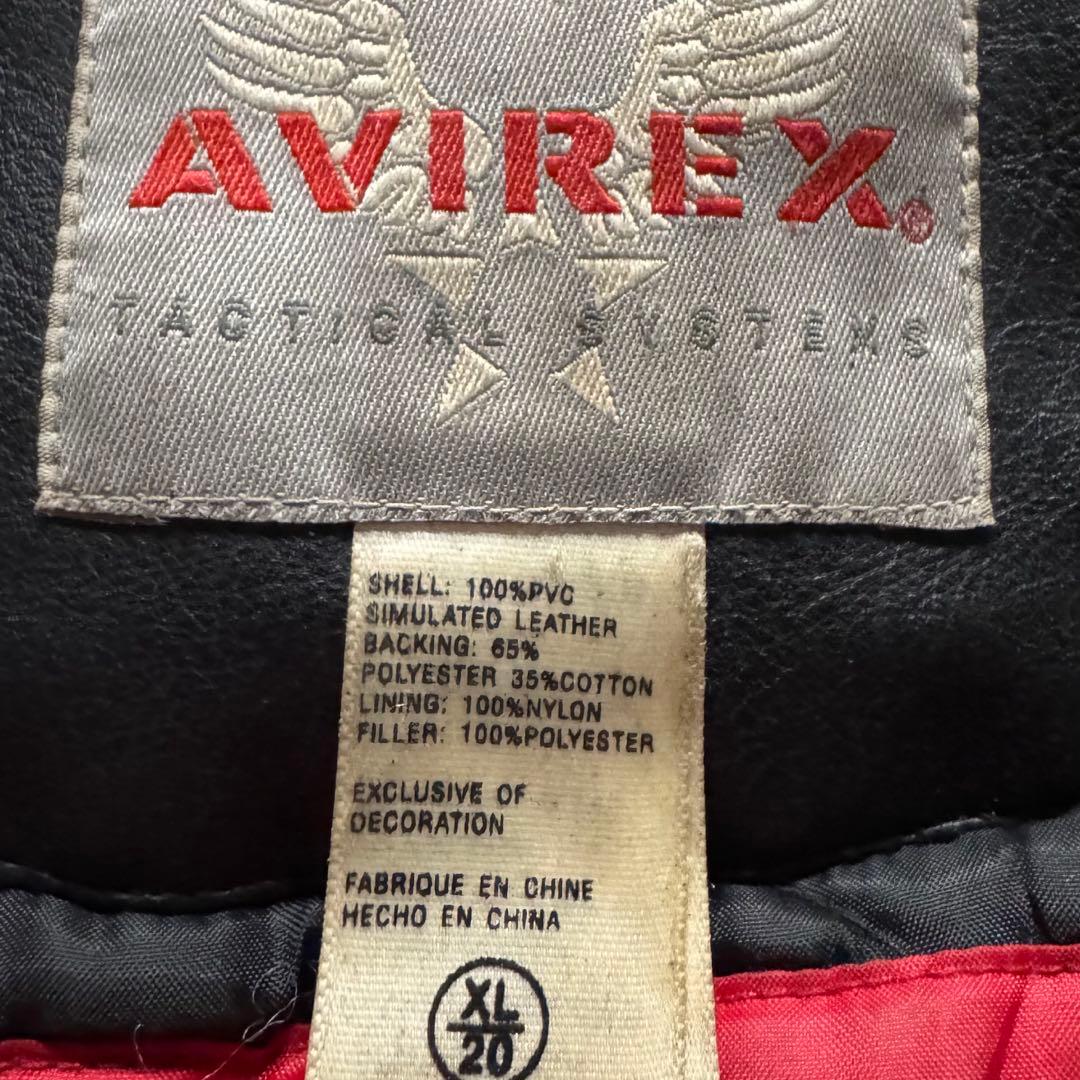 AVIREX®
TACTICAL SYSTEMS
SHELL: 100%PVC
SIMULATED LEATHER
BACKING: 65%
POLYESTER 35%COTTON
LINING: 100%NYLON
FILLER: 100%POLYESTER
EXCLUSIVE OF
DECORATION
FABRIQUE EN CHINE
HECHO EN CHINA
XL
20